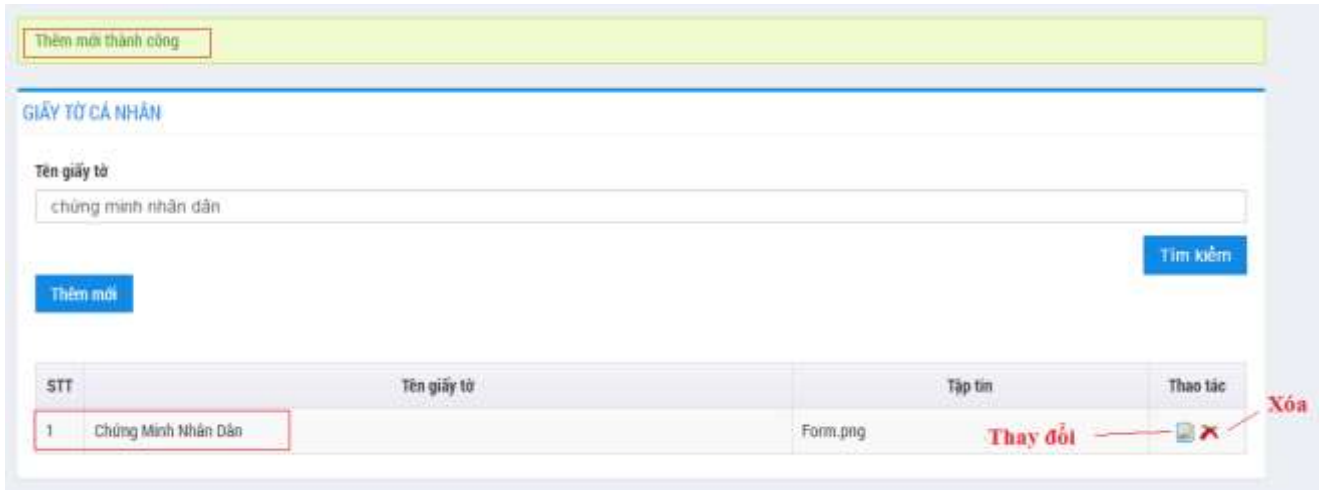 Thêm mới thành công
GIẤY TỜ CÁ NHÂN
Tên giấy tờ
chứng minh nhân dân
Tìm kiếm
Thêm mới
STT Tên giấy tờ Tập tin Thao tác
Xóa
1 Chứng Minh Nhân Dân Form.png Thay đổi